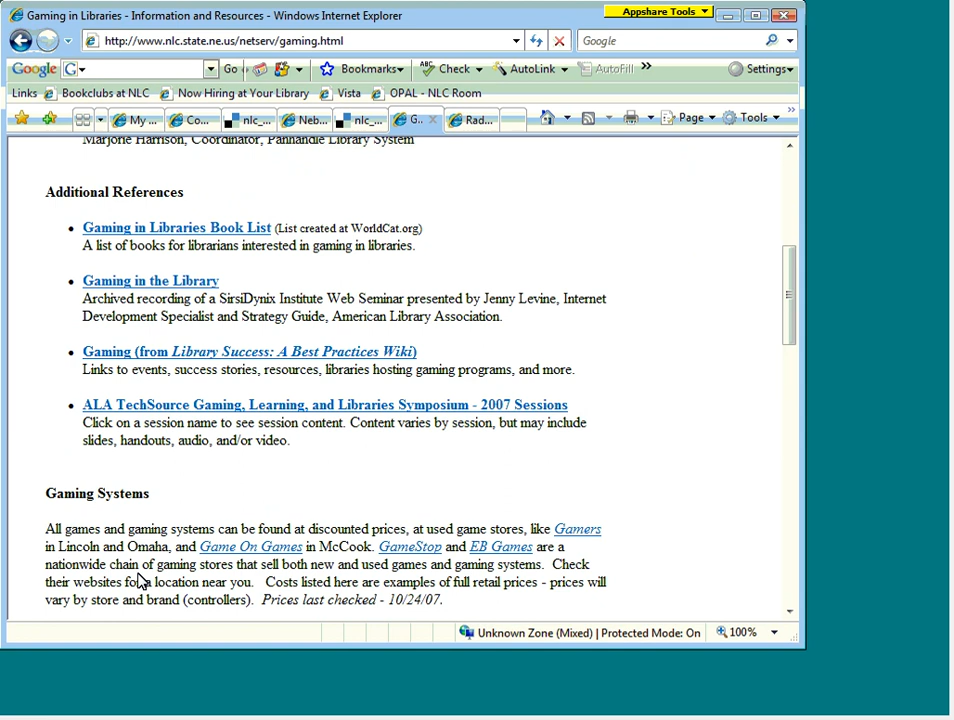 Gaming in Libraries - Information and Resources - Windows Internet Explorer
Appshare Tools
http://www.nlc.state.ne.us/netserv/gaming.html
Google
Google G Go Bookmarks Check AutoLink AutoFill Settings
Links Bookclubs at NLC Now Hiring at Your Library Vista OPAL - NLC Room
My ... Co... nlc_... Neb... nlc_... G.. Rad... Page Tools
Marjorie Harrison, Coordinator, Panhandle Library System
Additional References
Gaming in Libraries Book List (List created at WorldCat.org)
A list of books for librarians interested in gaming in libraries.
Gaming in the Library
Archived recording of a SirsiDynix Institute Web Seminar presented by Jenny Levine, Internet
Development Specialist and Strategy Guide, American Library Association.
Gaming (from Library Success: A Best Practices Wiki)
Links to events, success stories, resources, libraries hosting gaming programs, and more.
ALA TechSource Gaming, Learning, and Libraries Symposium - 2007 Sessions
Click on a session name to see session content. Content varies by session, but may include
slides, handouts, audio, and/or video.
Gaming Systems
All games and gaming systems can be found at discounted prices, at used game stores, like Gamers
in Lincoln and Omaha, and Game On Games in McCook. GameStop and EB Games are a
nationwide chain of gaming stores that sell both new and used games and gaming systems. Check
their websites for a location near you. Costs listed here are examples of full retail prices - prices will
vary by store and brand (controllers). Prices last checked - 10/24/07.
Unknown Zone (Mixed) | Protected Mode: On 100%